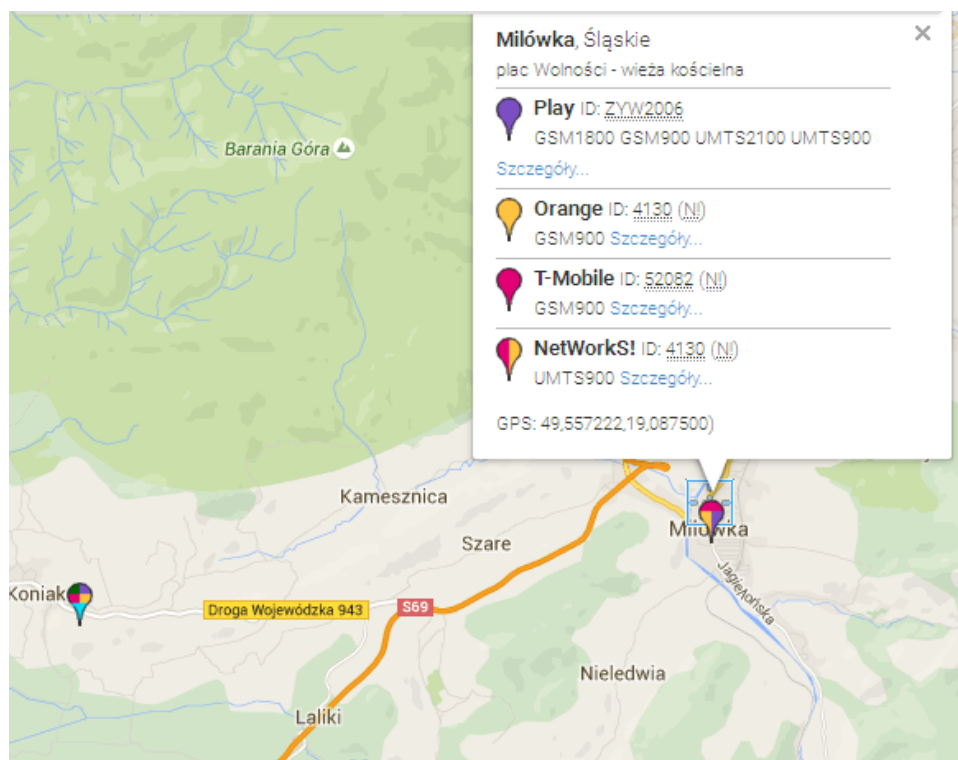 Milówka, Śląskie
plac Wolności - wieża kościelna
Play ID: ZYW2006
GSM1800 GSM900 UMTS2100 UMTS900
Szczegóły...
Orange ID: 4130 (N!)
GSM900 Szczegóły...
T-Mobile ID: 52082 (N!)
GSM900 Szczegóły...
NetWorkS! ID: 4130 (N!)
UMTS900 Szczegóły...
GPS: 49,557222,19,087500)
Barania Góra
Kamesznica
Szare
Milówka
Koniak
Droga Wojewódzka 943
S69
Jagiellońska
Nieledwia
Laliki